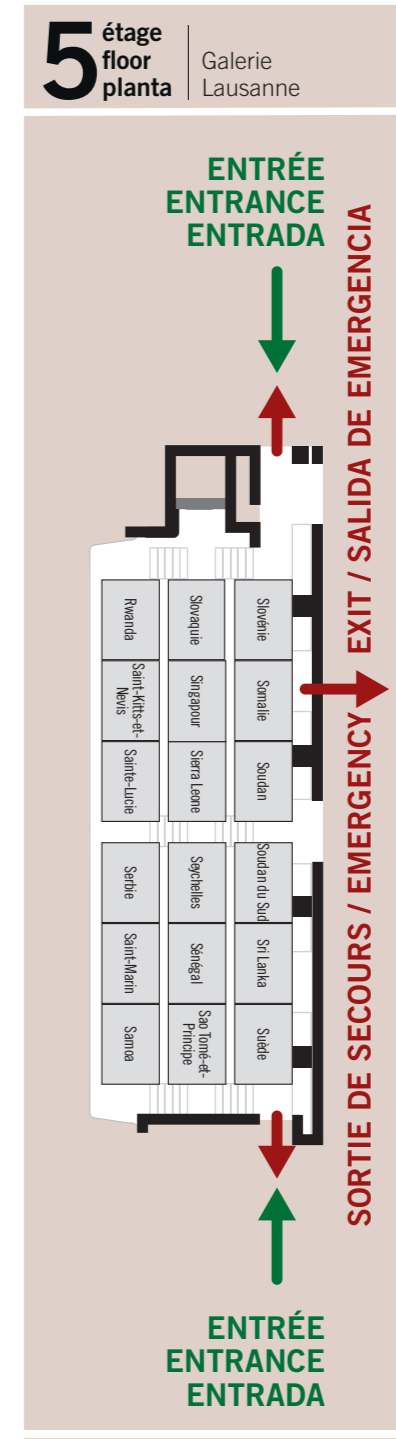 5
étage
floor
planta
Galerie
Lausanne
ENTRÉE
ENTRANCE
ENTRADA
SORTIE DE SECOURS / EMERGENCY EXIT / SALIDA DE EMERGENCIA
Rwanda
Slovaquie
Slovénie
Saint-Kitts-et-
Nevis
Singapour
Somalie
Sainte-Lucie
Sierra Leone
Soudan
Serbie
Seychelles
Soudan du Sud
Saint-Marin
Sénégal
Sri Lanka
Samoa
Sao Tomé-et-
Principe
Suède
ENTRÉE
ENTRANCE
ENTRADA